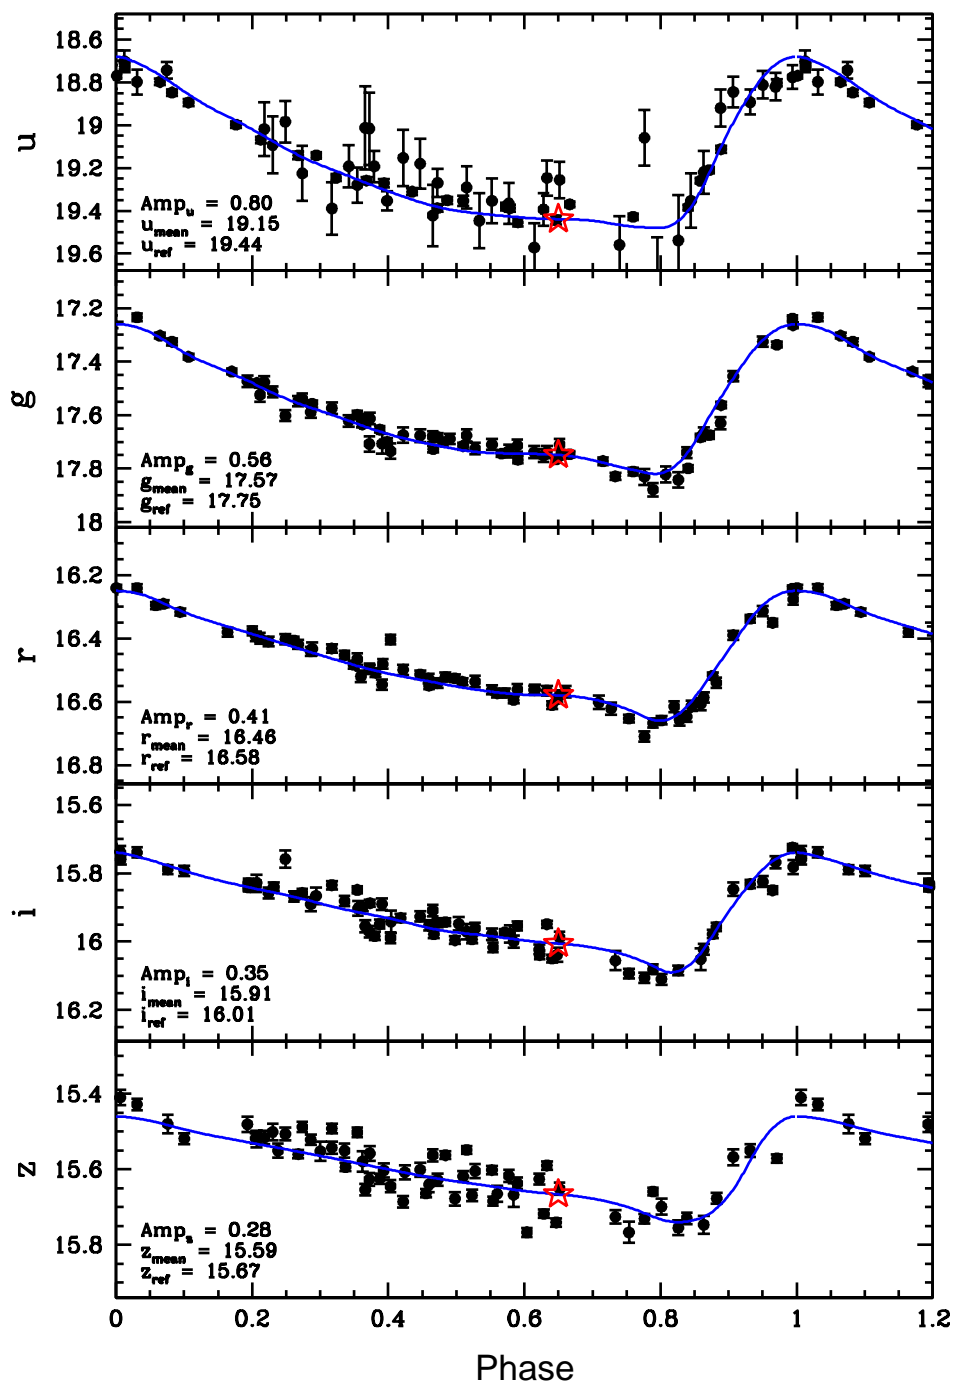 18.6
18.8
19
19.2
19.4
19.6
u
Amp_u = 0.80
u_mean = 19.15
u_ref = 19.44
17.2
17.4
17.6
17.8
18
g
Amp_g = 0.56
g_mean = 17.57
g_ref = 17.75
16.2
16.4
16.6
16.8
r
Amp_r = 0.41
r_mean = 16.46
r_ref = 16.58
15.6
15.8
16
16.2
i
Amp_i = 0.35
i_mean = 15.91
i_ref = 16.01
15.4
15.6
15.8
z
Amp_z = 0.28
z_mean = 15.59
z_ref = 15.67
0 0.2 0.4 0.6 0.8 1 1.2
Phase